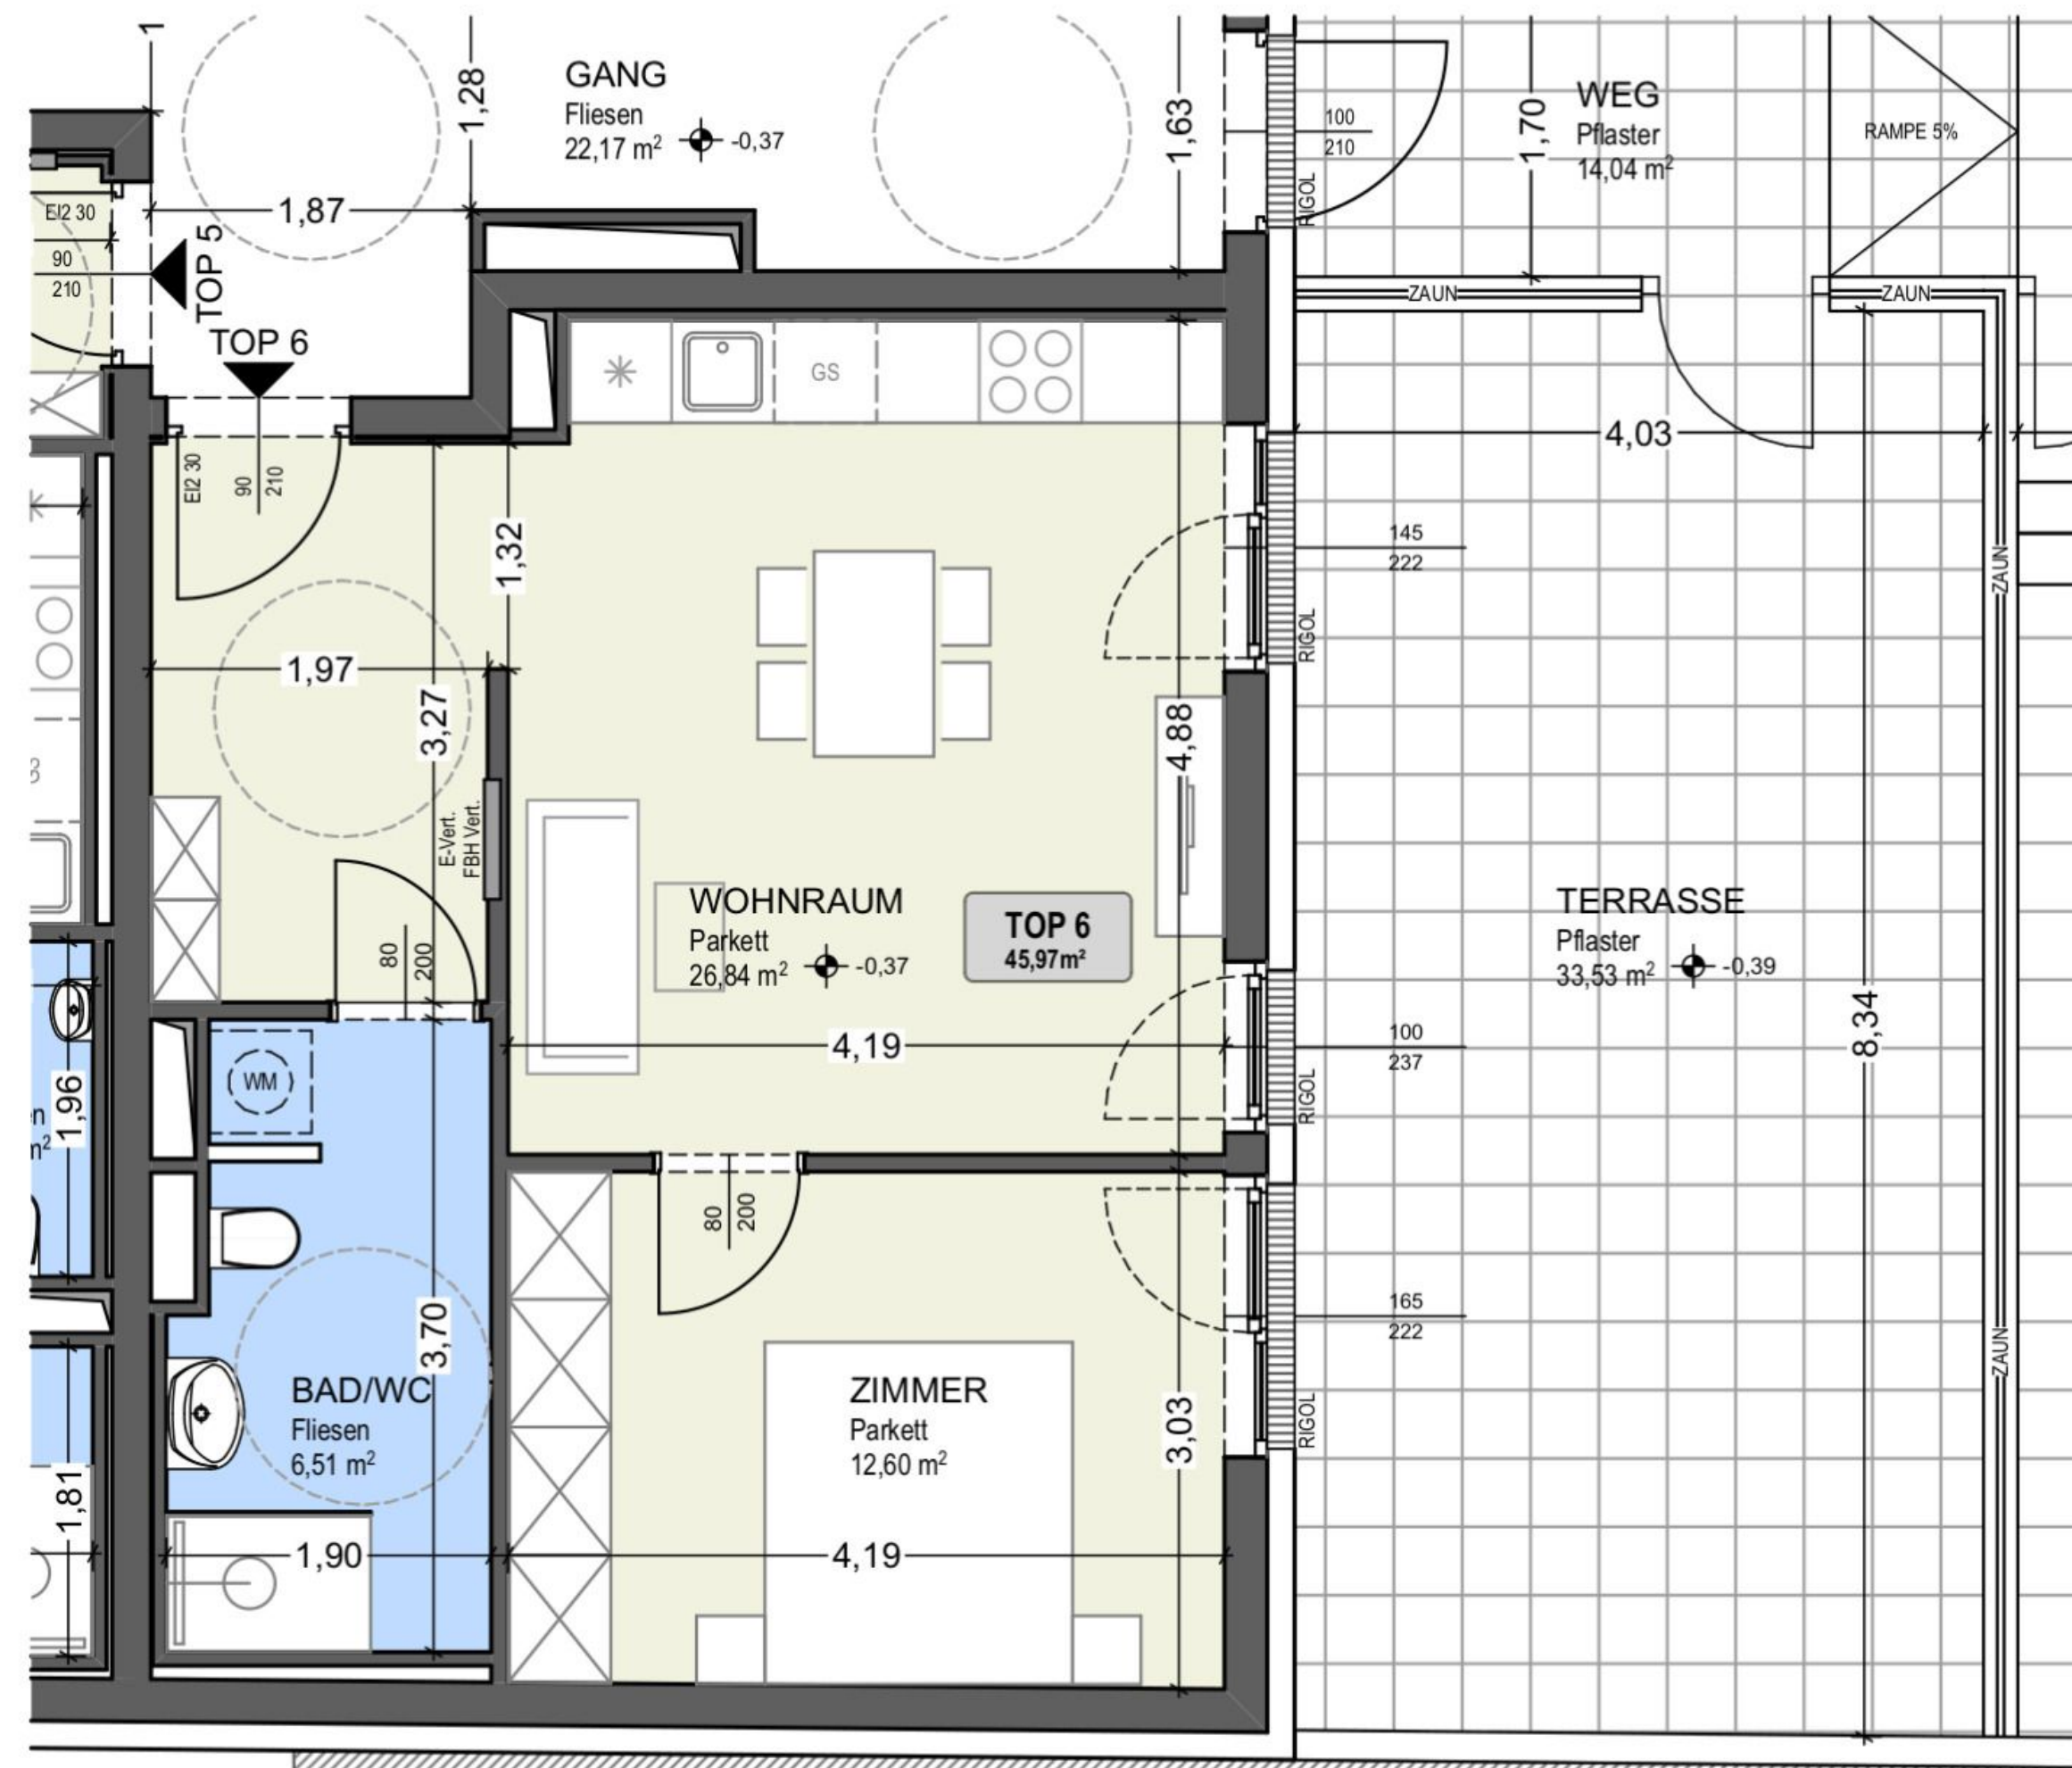 1
1,28
GANG
Fliesen
22,17 m²
-0,37
1,63
100
210
RIGOL
1,70
WEG
Pflaster
14,04 m²
RAMPE 5%
EI2 30
90
210
1,87
TOP 5
TOP 6
ZAUN
ZAUN
GS
4,03
EI2 30
90
210
1,32
145
222
RIGOL
ZAUN
1,97
3,27
4,88
E-Vert.
FBH Vert.
WOHNRAUM
Parkett
26,84 m²
-0,37
TOP 6
45,97m²
TERRASSE
Pflaster
33,53 m²
-0,39
80
200
8,34
4,19
100
237
RIGOL
WM
1,96
n
m²
80
200
165
222
3,70
ZAUN
BAD/WC
Fliesen
6,51 m²
ZIMMER
Parkett
12,60 m²
3,03
RIGOL
1,81
1,90
4,19